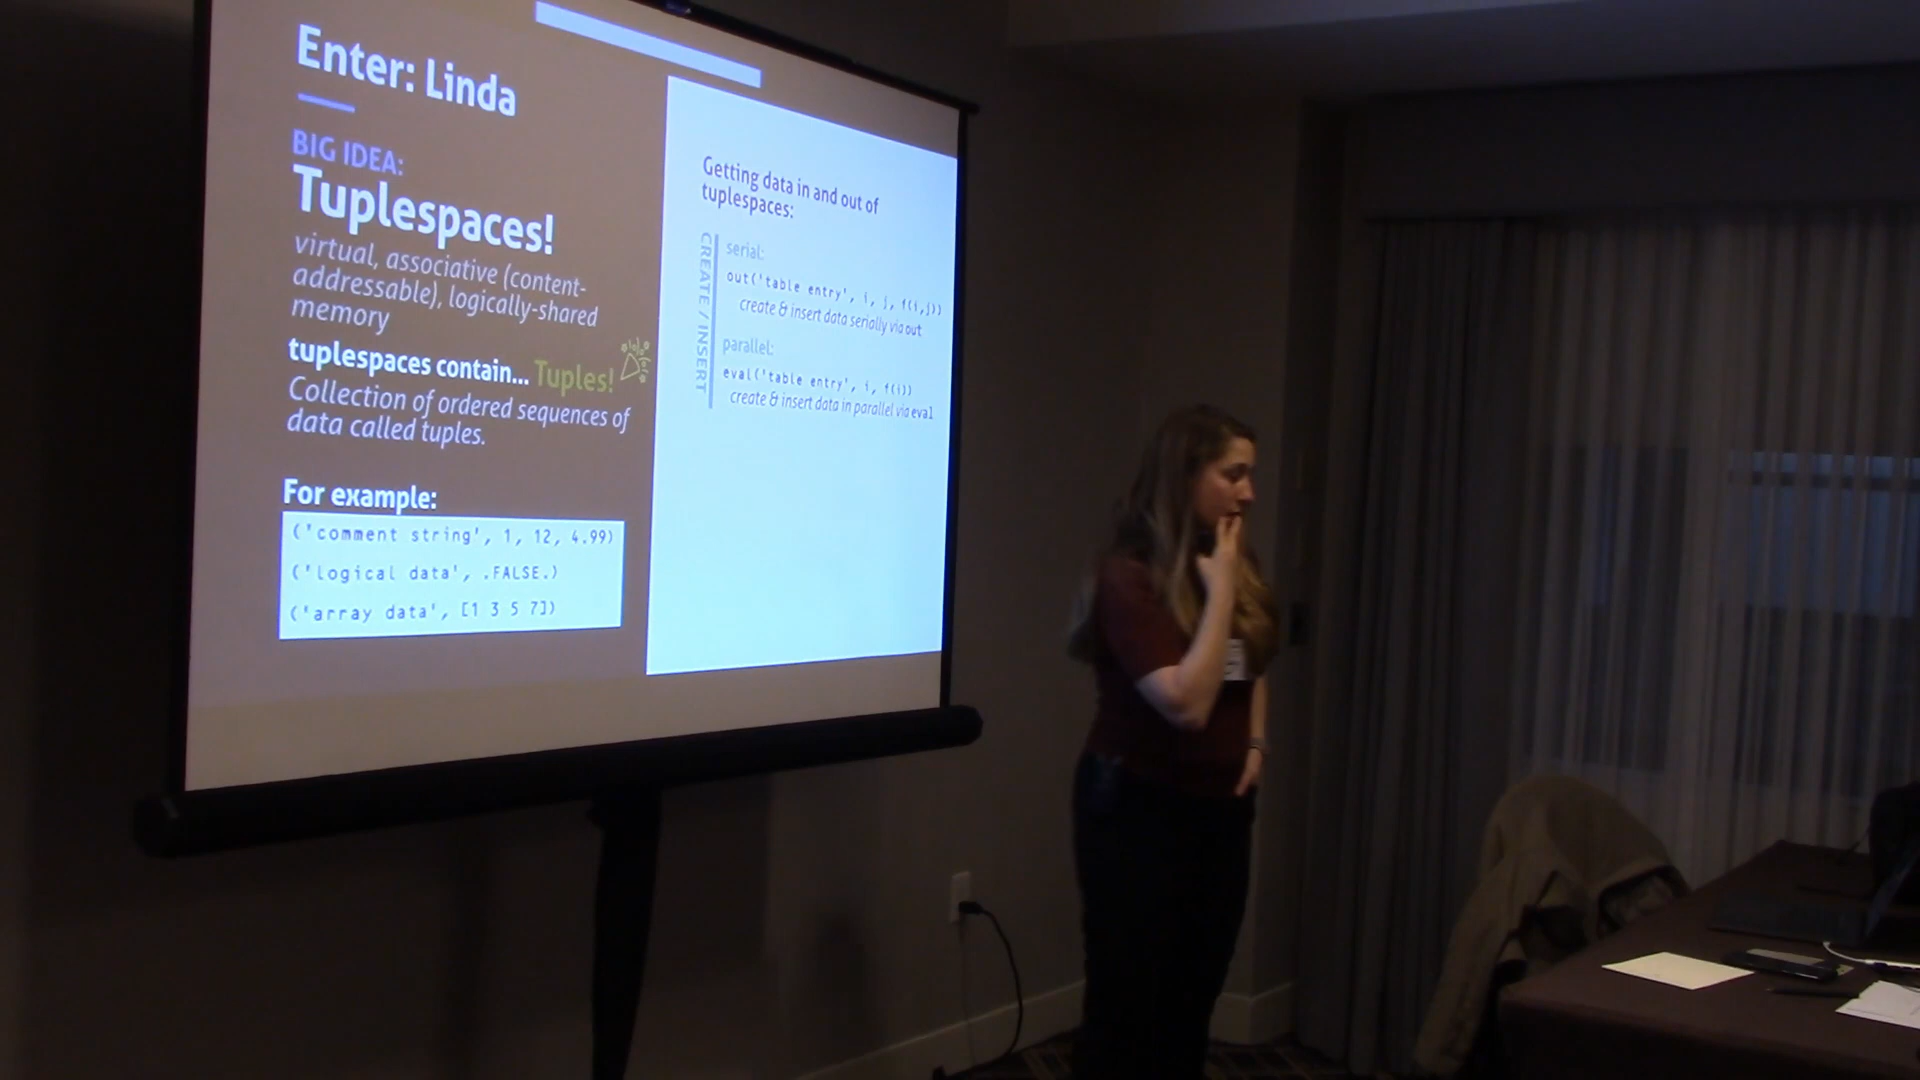 Enter: Linda
BIG IDEA:
Tuplespaces!
virtual, associative (content-
addressable), logically-shared
memory
tuplespaces contain... Tuples!
Collection of ordered sequences of
data called tuples.
For example:
('comment string', 1, 12, 4.99)
('logical data', .FALSE.)
('array data', [1 3 5 7])
Getting data in and out of
tuplespaces:
CREATE / INSERT
serial:
out('table entry', i, j, f(i,j))
create & insert data serially via out
parallel:
eval('table entry', i, f(i))
create & insert data in parallel via eval